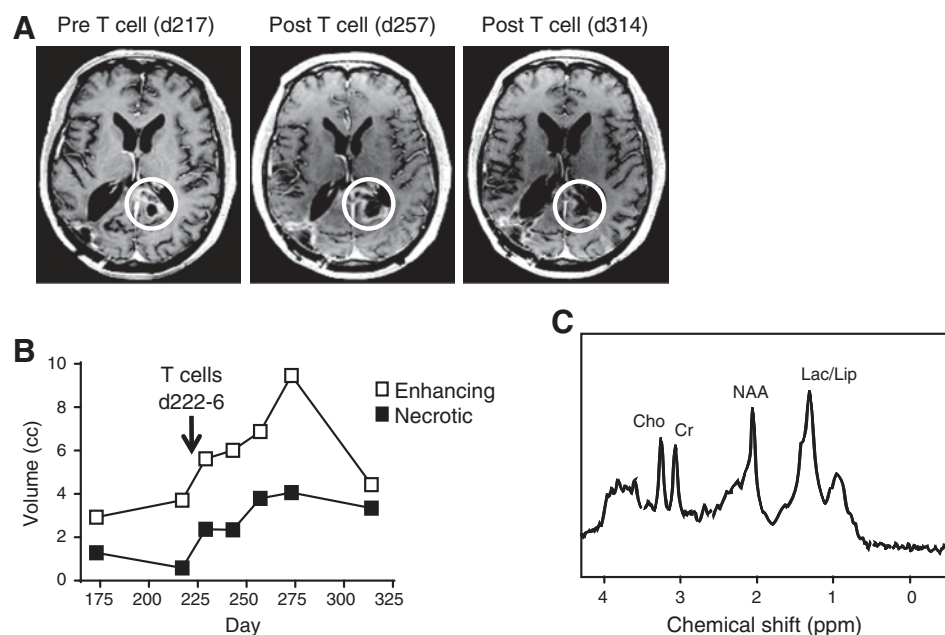 A
Pre T cell (d217)
Post T cell (d257)
Post T cell (d314)
B
T cells
d222-6
Enhancing
Necrotic
Volume (cc)
10
8
6
4
2
0
175 200 225 250 275 300 325
Day
C
Cho
Cr
NAA
Lac/Lip
4 3 2 1 0
Chemical shift (ppm)